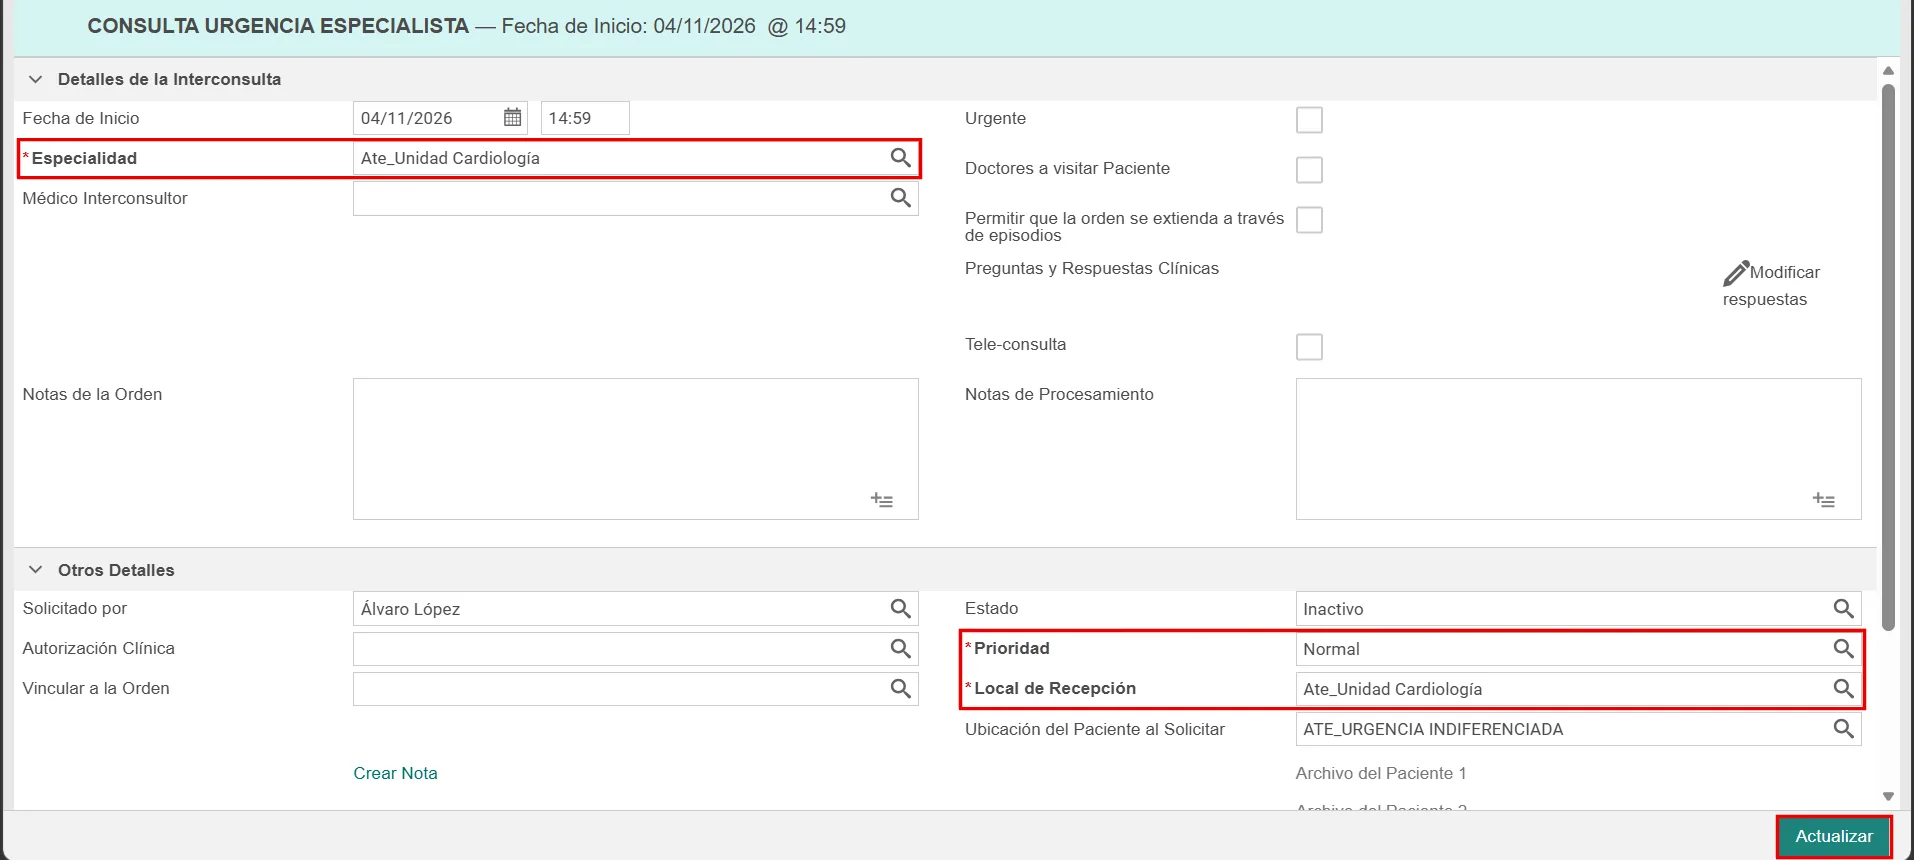 CONSULTA URGENCIA ESPECIALISTA — Fecha de Inicio: 04/11/2026 @ 14:59
Detalles de la Interconsulta
Fecha de Inicio 04/11/2026 14:59
*Especialidad Ate_Unidad Cardiología
Médico Interconsultor
Urgente
Doctores a visitar Paciente
Permitir que la orden se extienda a través
de episodios
Preguntas y Respuestas Clínicas
Modificar
respuestas
Tele-consulta
Notas de la Orden
Notas de Procesamiento
Otros Detalles
Solicitado por Álvaro López
Autorización Clínica
Vincular a la Orden
Crear Nota
Estado Inactivo
*Prioridad Normal
*Local de Recepción Ate_Unidad Cardiología
Ubicación del Paciente al Solicitar ATE_URGENCIA INDIFERENCIADA
Archivo del Paciente 1
Archivo del Paciente 2
Actualizar